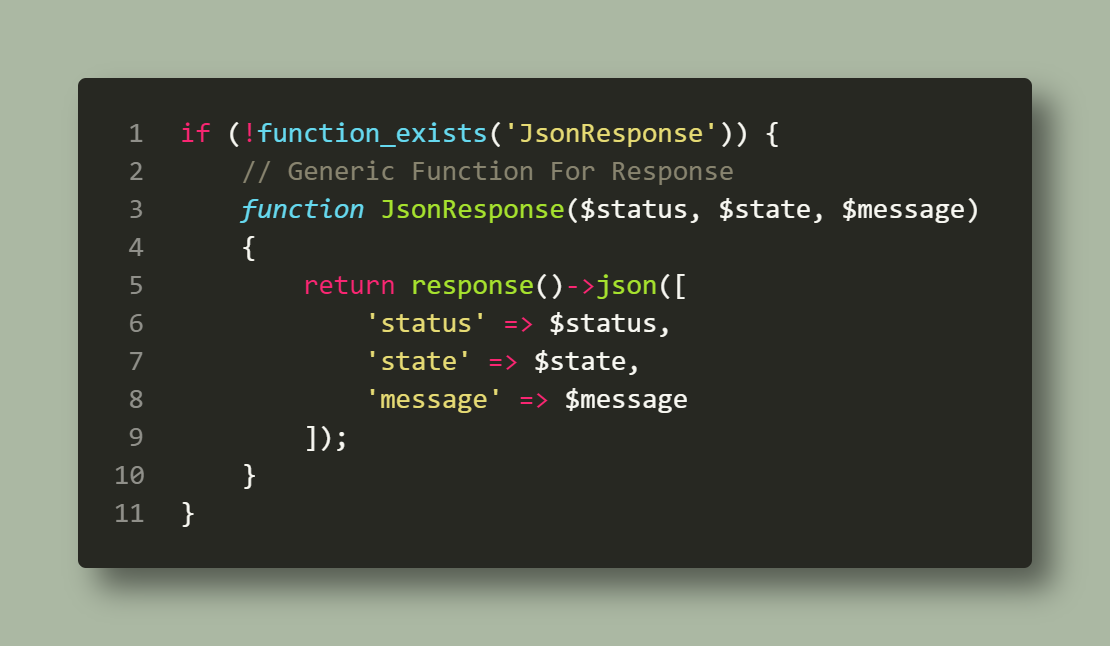 1 if (!function_exists('JsonResponse')) {
2     // Generic Function For Response
3     function JsonResponse($status, $state, $message)
4     {
5         return response()->json([
6             'status' => $status,
7             'state' => $state,
8             'message' => $message
9         ]);
10     }
11 }